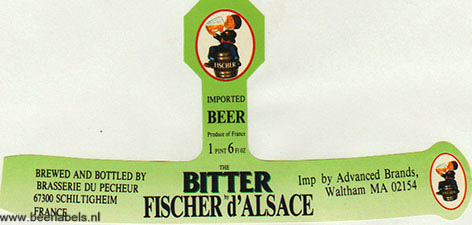 FISCHER
IMPORTED
BEER
Produce of France
1 PINT 6 Fl OZ
THE
BITTER
FISCHER d'ALSACE
BREWED AND BOTTLED BY
BRASSERIE DU PECHEUR
67300 SCHILTIGHEIM
FRANCE
Imp by Advanced Brands,
Waltham MA 02154
www.beerlabels.nl